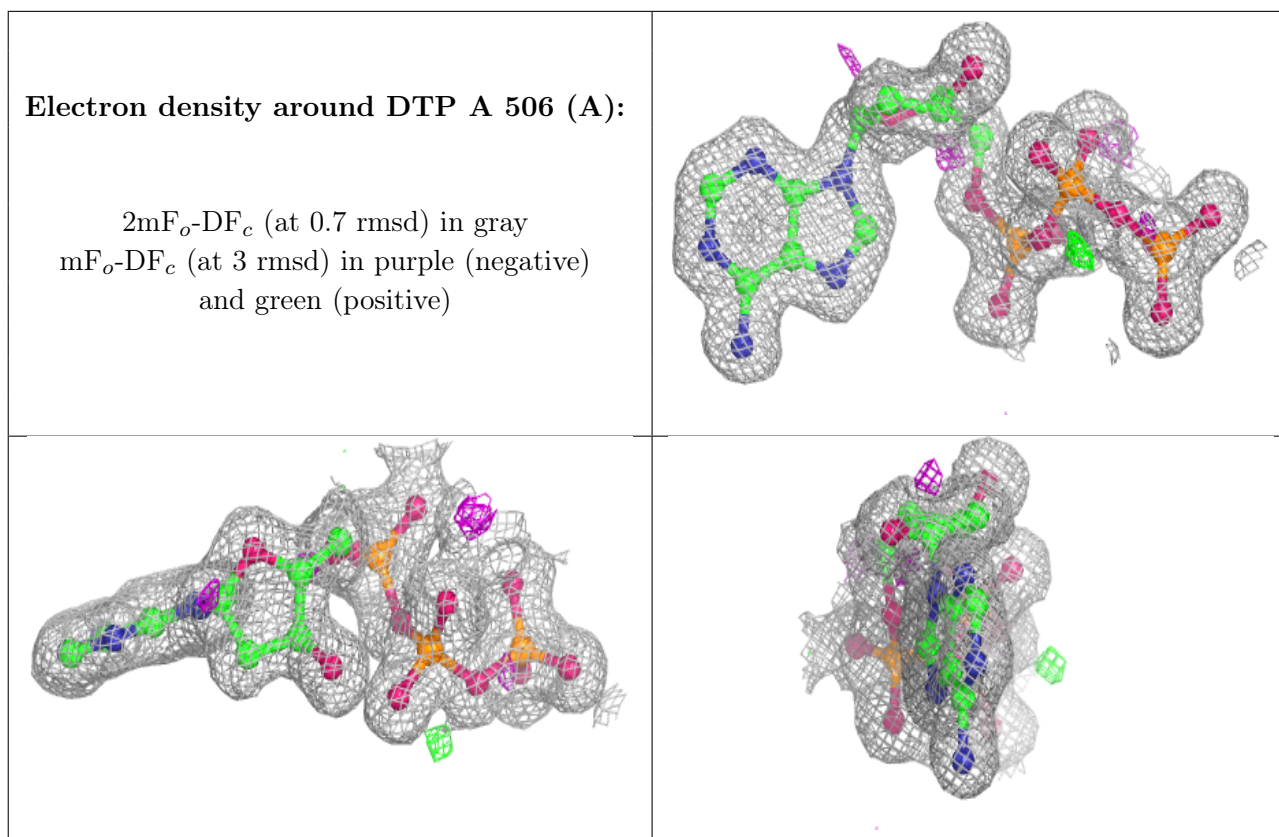 Electron density around DTP A 506 (A):
2mFₒ-DF𝒸 (at 0.7 rmsd) in gray
mFₒ-DF𝒸 (at 3 rmsd) in purple (negative)
and green (positive)